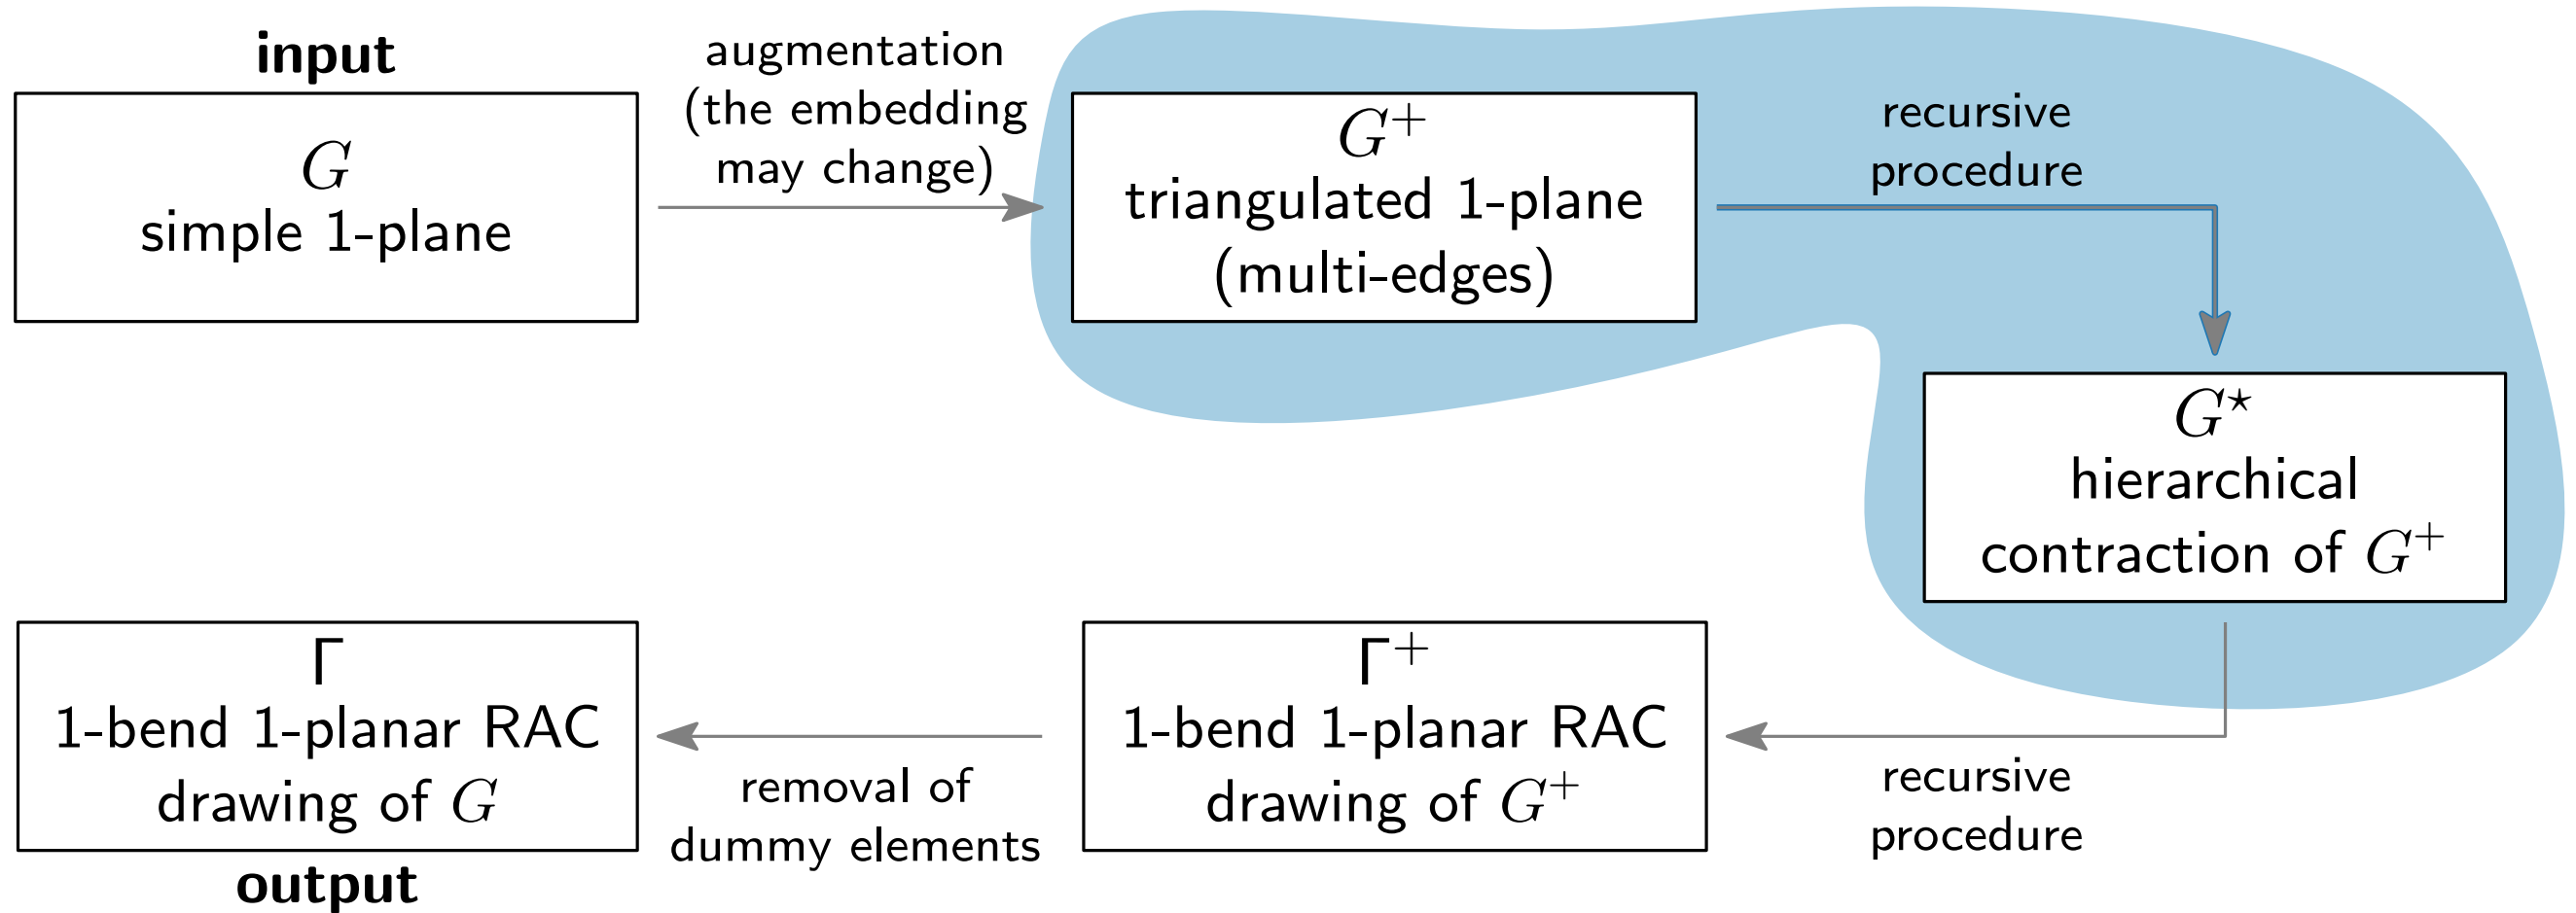 input
G
simple 1-plane
augmentation
(the embedding
may change)
G⁺
triangulated 1-plane
(multi-edges)
recursive
procedure
G⋆
hierarchical
contraction of G⁺
recursive
procedure
Γ⁺
1-bend 1-planar RAC
drawing of G⁺
removal of
dummy elements
Γ
1-bend 1-planar RAC
drawing of G
output